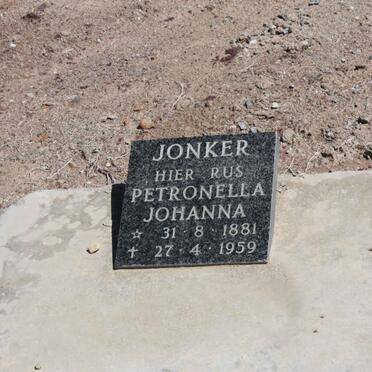 JONKER
HIER RUS
PETRONELLA
JOHANNA
☆ 31 · 8 · 1881
✝ 27 · 4 · 1959